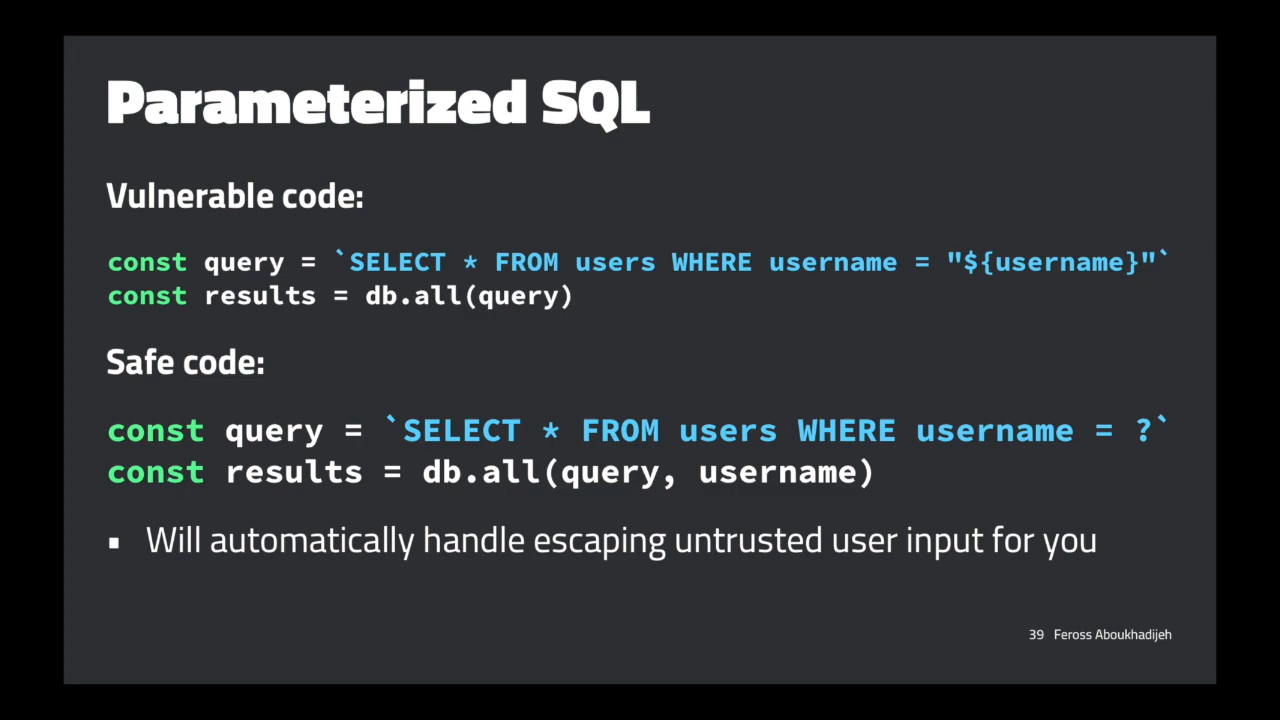 Parameterized SQL
Vulnerable code:
const query = `SELECT * FROM users WHERE username = "${username}"`
const results = db.all(query)
Safe code:
const query = `SELECT * FROM users WHERE username = ?`
const results = db.all(query, username)
▪ Will automatically handle escaping untrusted user input for you
39 Feross Aboukhadijeh